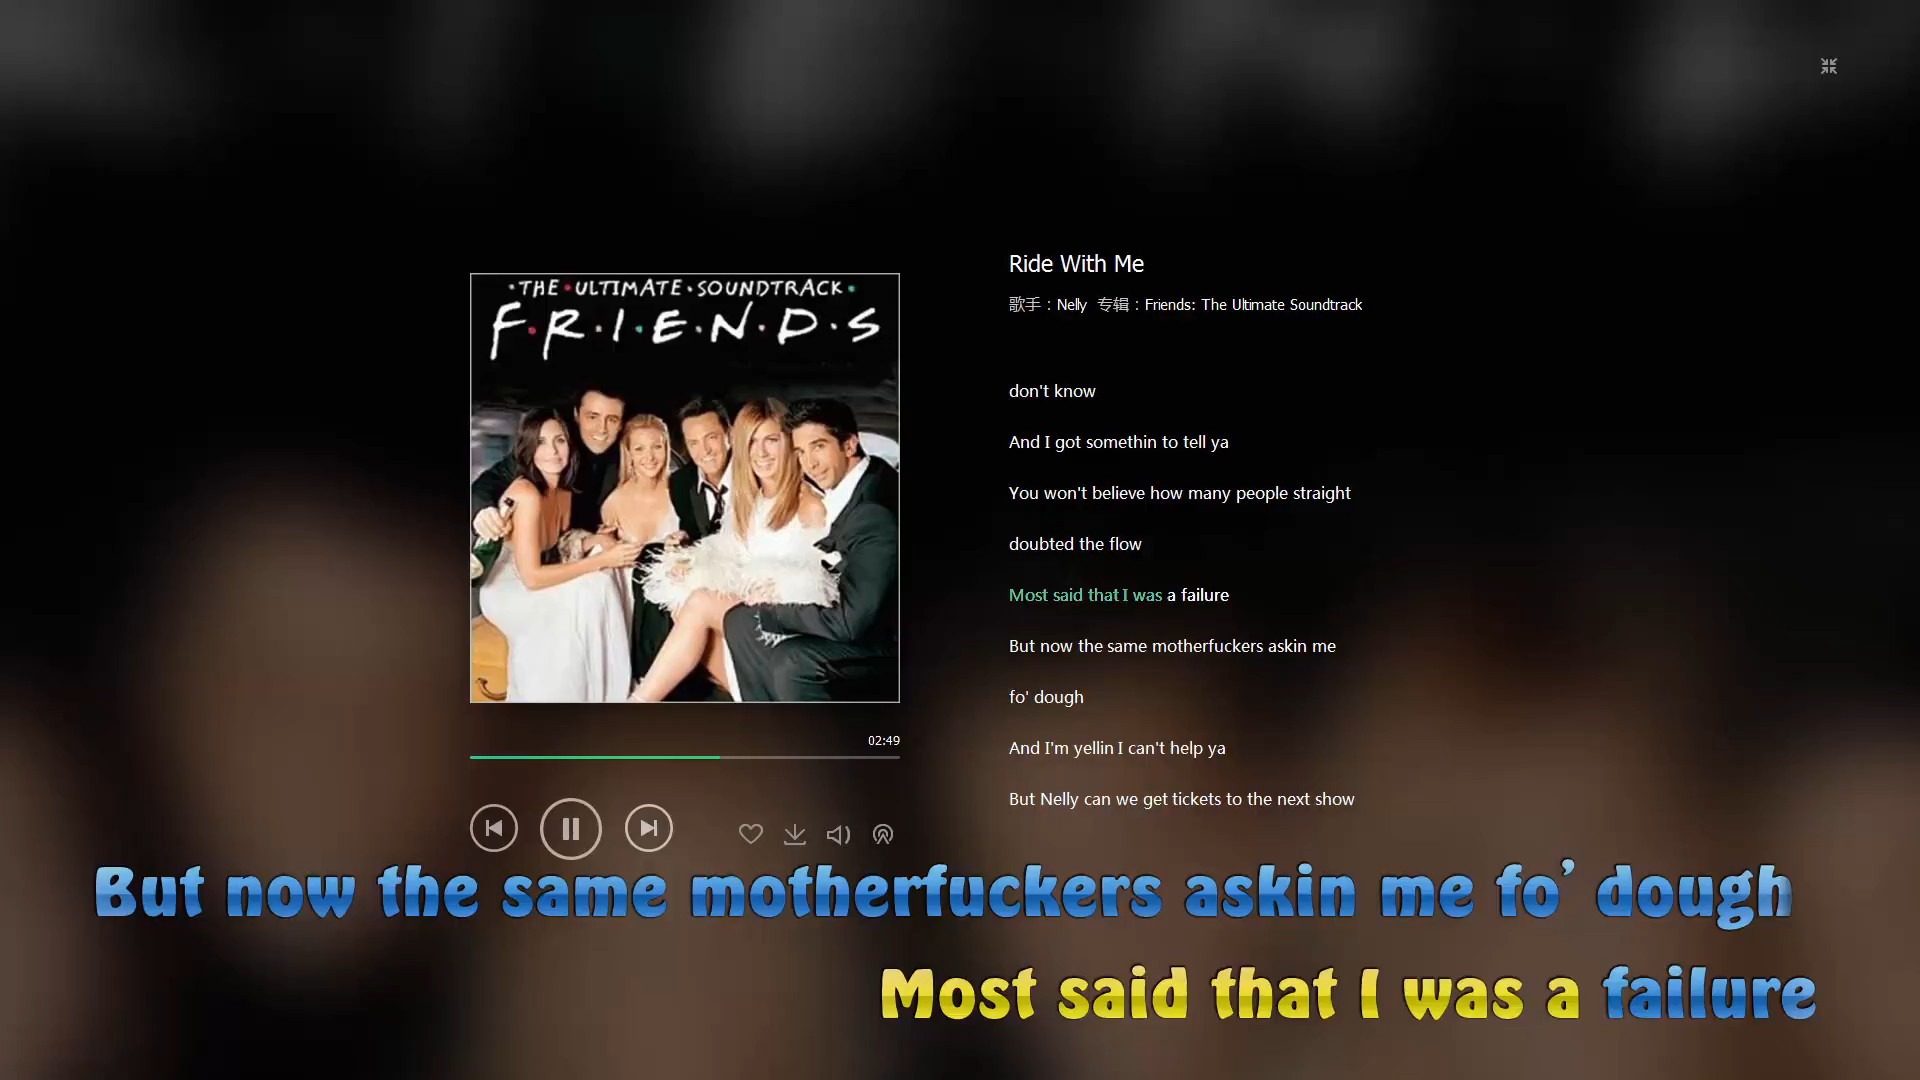 ·THE·ULTIMATE·SOUNDTRACK·
F·R·I·E·N·D·S
02:49
Ride With Me
歌手：Nelly 专辑：Friends: The Ultimate Soundtrack
don't know
And I got somethin to tell ya
You won't believe how many people straight
doubted the flow
Most said that I was a failure
But now the same motherfuckers askin me
fo' dough
And I'm yellin I can't help ya
But Nelly can we get tickets to the next show
But now the same motherfuckers askin me fo' dough
Most said that I was a failure